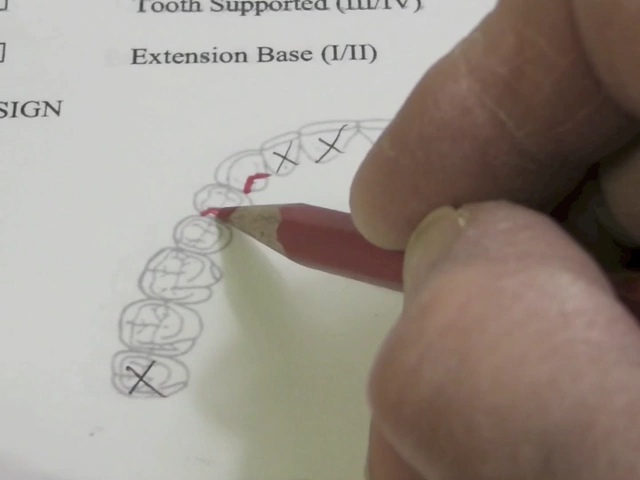 Tooth Supported (III/IV)
Extension Base (I/II)
SIGN
X X
X